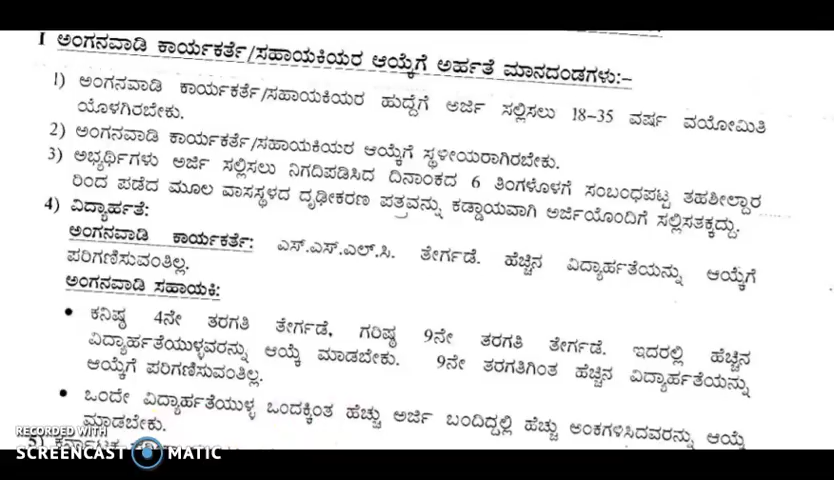 I ಅಂಗನವಾಡಿ ಕಾರ್ಯಕರ್ತೆ/ಸಹಾಯಕಿಯರ ಆಯ್ಕೆಗೆ ಅರ್ಹತೆ ಮಾನದಂಡಗಳು:-
1) ಅಂಗನವಾಡಿ ಕಾರ್ಯಕರ್ತೆ/ಸಹಾಯಕಿಯರ ಹುದ್ದೆಗೆ ಅರ್ಜಿ ಸಲ್ಲಿಸಲು 18-35 ವರ್ಷ ವಯೋಮಿತಿ
ಯೊಳಗಿರಬೇಕು.
2) ಅಂಗನವಾಡಿ ಕಾರ್ಯಕರ್ತೆ/ಸಹಾಯಕಿಯರ ಆಯ್ಕೆಗೆ ಸ್ಥಳೀಯರಾಗಿರಬೇಕು.
3) ಅಭ್ಯರ್ಥಿಗಳು ಅರ್ಜಿ ಸಲ್ಲಿಸಲು ನಿಗದಿಪಡಿಸಿದ ದಿನಾಂಕದ 6 ತಿಂಗಳೊಳಗೆ ಸಂಬಂಧಪಟ್ಟ ತಹಶೀಲ್ದಾರ
ರಿಂದ ಪಡೆದ ಮೂಲ ವಾಸಸ್ಥಳದ ದೃಢೀಕರಣ ಪತ್ರವನ್ನು ಕಡ್ಡಾಯವಾಗಿ ಅರ್ಜಿಯೊಂದಿಗೆ ಸಲ್ಲಿಸತಕ್ಕದ್ದು.
4) ವಿದ್ಯಾರ್ಹತೆ:
ಅಂಗನವಾಡಿ ಕಾರ್ಯಕರ್ತೆ: ಎಸ್.ಎಸ್.ಎಲ್.ಸಿ. ತೇರ್ಗಡೆ. ಹೆಚ್ಚಿನ ವಿದ್ಯಾರ್ಹತೆಯನ್ನು ಆಯ್ಕೆಗೆ
ಪರಿಗಣಿಸುವಂತಿಲ್ಲ.
ಅಂಗನವಾಡಿ ಸಹಾಯಕಿ:
• ಕನಿಷ್ಠ 4ನೇ ತರಗತಿ ತೇರ್ಗಡೆ, ಗರಿಷ್ಠ 9ನೇ ತರಗತಿ ತೇರ್ಗಡೆ. ಇದರಲ್ಲಿ ಹೆಚ್ಚಿನ
ವಿದ್ಯಾರ್ಹತೆಯುಳ್ಳವರನ್ನು ಆಯ್ಕೆ ಮಾಡಬೇಕು. 9ನೇ ತರಗತಿಗಿಂತ ಹೆಚ್ಚಿನ ವಿದ್ಯಾರ್ಹತೆಯನ್ನು
ಆಯ್ಕೆಗೆ ಪರಿಗಣಿಸುವಂತಿಲ್ಲ.
• ಒಂದೇ ವಿದ್ಯಾರ್ಹತೆಯುಳ್ಳ ಒಂದಕ್ಕಿಂತ ಹೆಚ್ಚು ಅರ್ಜಿ ಬಂದಿದ್ದಲ್ಲಿ ಹೆಚ್ಚು ಅಂಕಗಳಿಸಿದವರನ್ನು ಆಯ್ಕೆ
ಮಾಡಬೇಕು.
5) ಕರ್ನಾಟಕ
RECORDED WITH
SCREENCAST MATIC